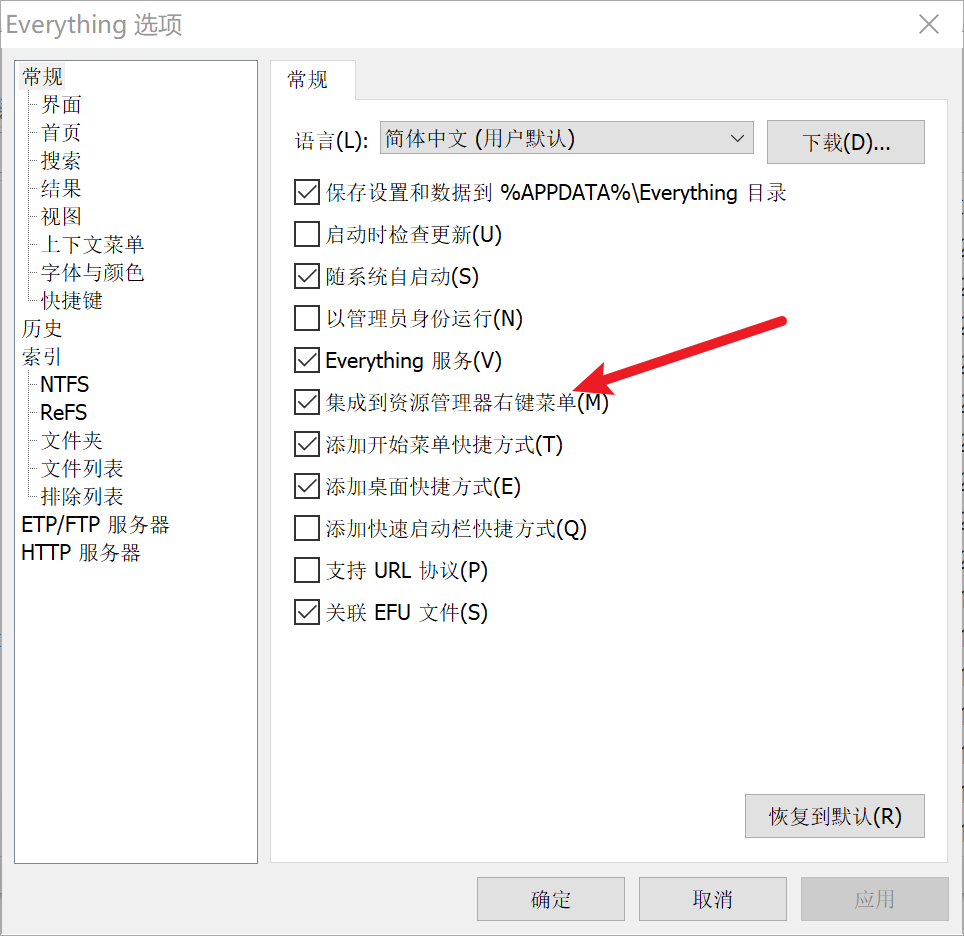 Everything 选项
常规
界面
首页
搜索
结果
视图
上下文菜单
字体与颜色
快捷键
历史
索引
NTFS
ReFS
文件夹
文件列表
排除列表
ETP/FTP 服务器
HTTP 服务器
常规
语言(L): 简体中文 (用户默认) 下载(D)...
保存设置和数据到 %APPDATA%\Everything 目录
启动时检查更新(U)
随系统自启动(S)
以管理员身份运行(N)
Everything 服务(V)
集成到资源管理器右键菜单(M)
添加开始菜单快捷方式(T)
添加桌面快捷方式(E)
添加快速启动栏快捷方式(Q)
支持 URL 协议(P)
关联 EFU 文件(S)
恢复到默认(R)
确定 取消 应用